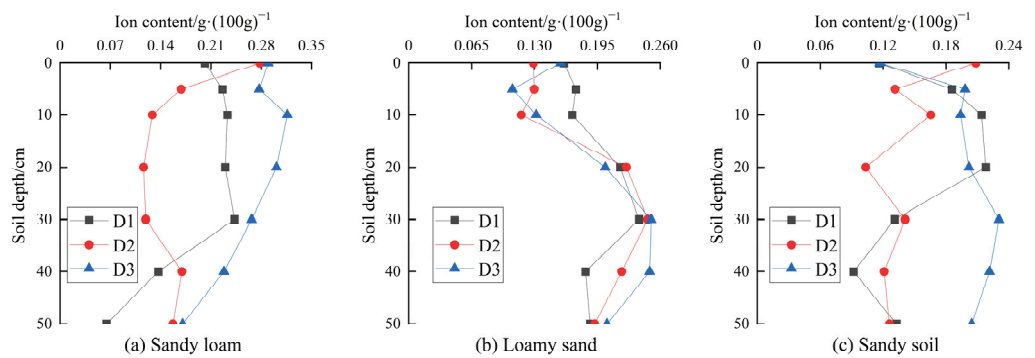 Ion content/g·(100g)⁻¹
0 0.07 0.14 0.21 0.28 0.35
Soil depth/cm
0
10
20
30
40
50
D1
D2
D3
(a) Sandy loam
Ion content/g·(100g)⁻¹
0 0.065 0.130 0.195 0.260
Soil depth/cm
0
10
20
30
40
50
D1
D2
D3
(b) Loamy sand
Ion content/g·(100g)⁻¹
0 0.06 0.12 0.18 0.24
Soil depth/cm
0
10
20
30
40
50
D1
D2
D3
(c) Sandy soil